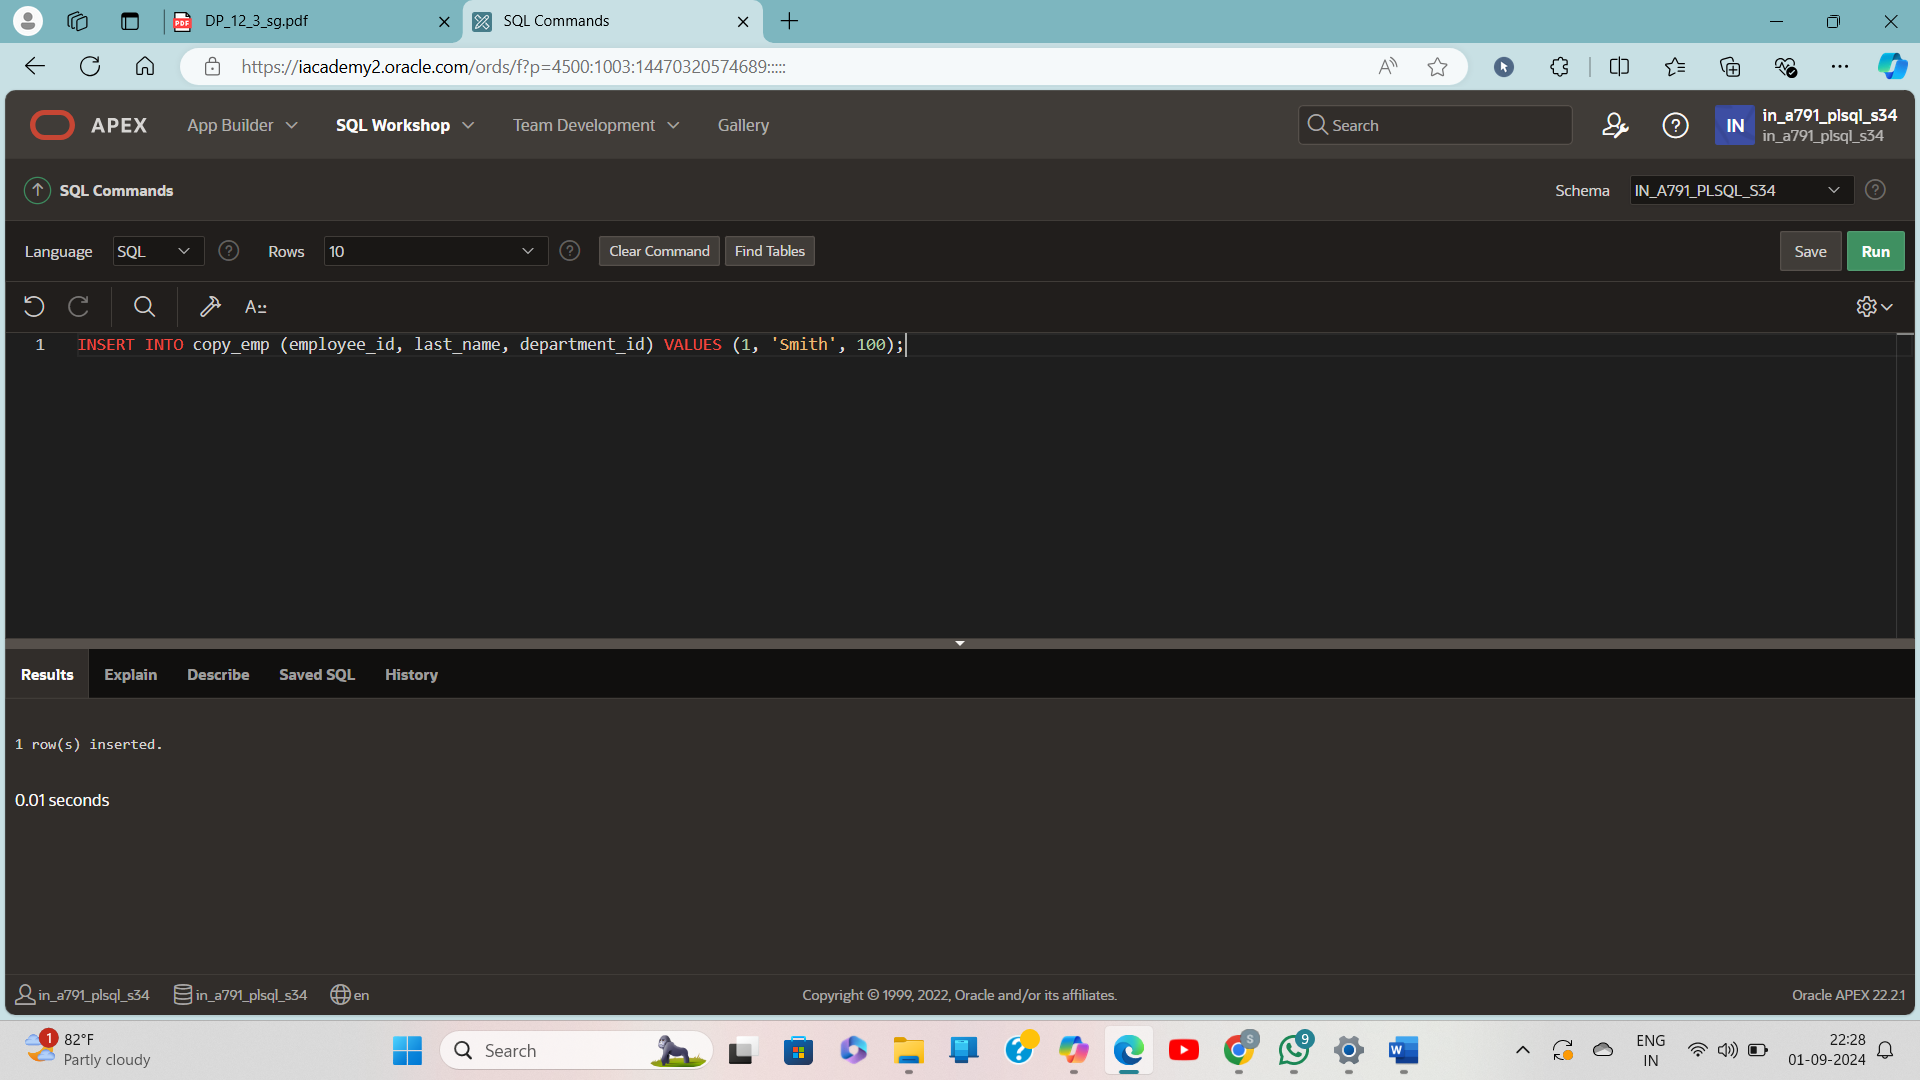 DP_12_3_sg.pdf
SQL Commands
https://iacademy2.oracle.com/ords/f?p=4500:1003:14470320574689:::::
APEX App Builder SQL Workshop Team Development Gallery
Search
IN
in_a791_plsql_s34
in_a791_plsql_s34
SQL Commands
Schema IN_A791_PLSQL_S34
Language SQL Rows 10 Clear Command Find Tables Save Run
1 INSERT INTO copy_emp (employee_id, last_name, department_id) VALUES (1, 'Smith', 100);
Results Explain Describe Saved SQL History
1 row(s) inserted.
0.01 seconds
in_a791_plsql_s34 in_a791_plsql_s34 en
Copyright © 1999, 2022, Oracle and/or its affiliates.
Oracle APEX 22.2.1
1
82°F
Partly cloudy
Search
S
9
W
ENG
IN
22:28
01-09-2024